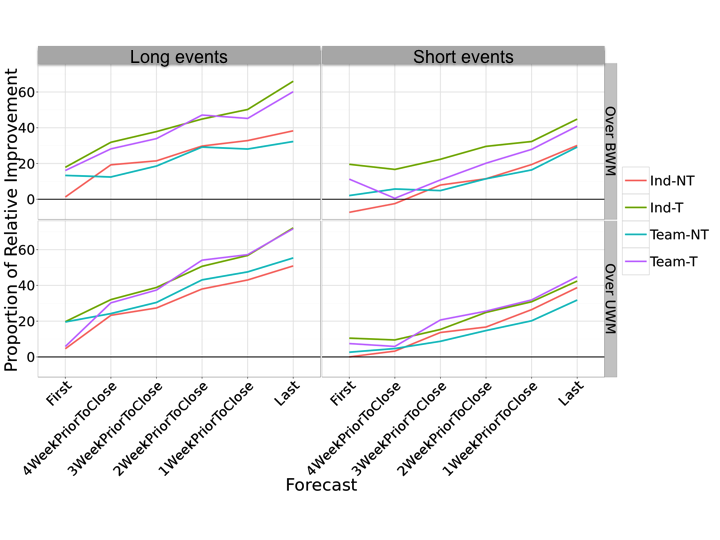 Long events
Short events
Proportion of Relative Improvement
60
40
20
0
Over BWM
60
40
20
0
Over UWM
Ind-NT
Ind-T
Team-NT
Team-T
First
4WeekPriorToClose
3WeekPriorToClose
2WeekPriorToClose
1WeekPriorToClose
Last
First
4WeekPriorToClose
3WeekPriorToClose
2WeekPriorToClose
1WeekPriorToClose
Last
Forecast